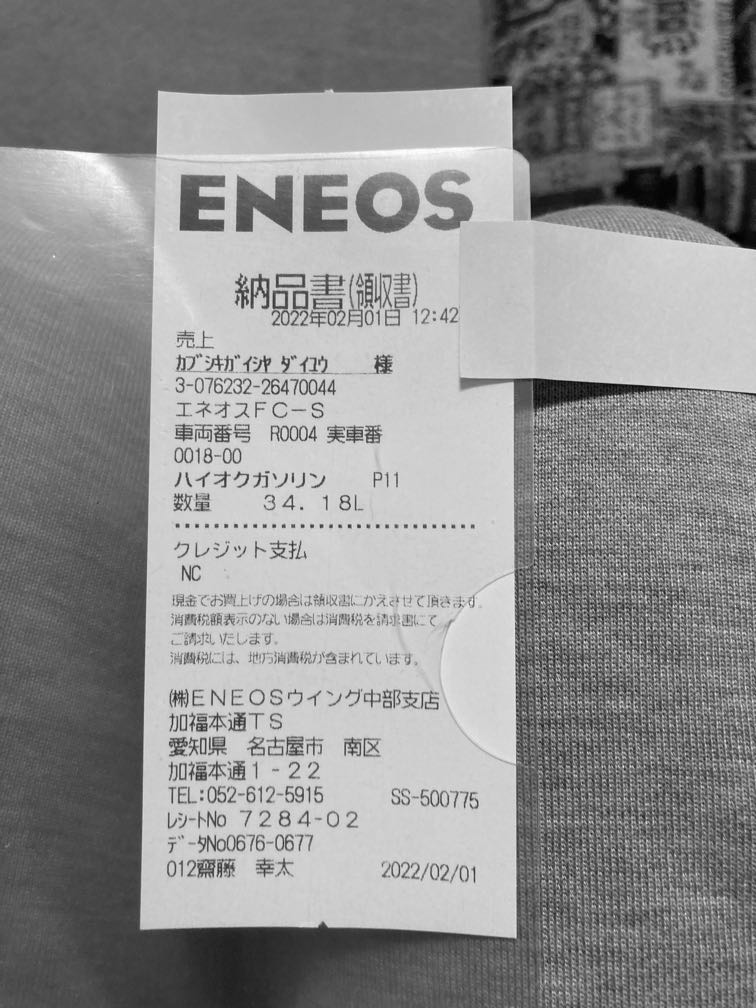 ENEOS
納品書(領収書)
2022年02月01日 12:42
売上
ｶﾌﾞｼｷｶﾞｲｼﾔ ﾀﾞｲﾕｳ 様
3-076232-26470044
エネオスＦＣ－Ｓ
車両番号 R0004 実車番
0018-00
ハイオクガソリン P11
数量 ３４．１８L
クレジット支払
NC
現金でお買上げの場合は領収書にかえさせて頂きます。
消費税額表示のない場合は消費税を請求書にて
ご請求いたします。
消費税には、地方消費税が含まれています。
㈱ＥＮＥＯＳウイング中部支店
加福本通ＴＳ
愛知県 名古屋市 南区
加福本通１－２２
TEL:052-612-5915 SS-500775
ﾚｼｰﾄNo ７２８４-０２
ﾃﾞｰﾀNo0676-0677
012齋藤 幸太 2022/02/01